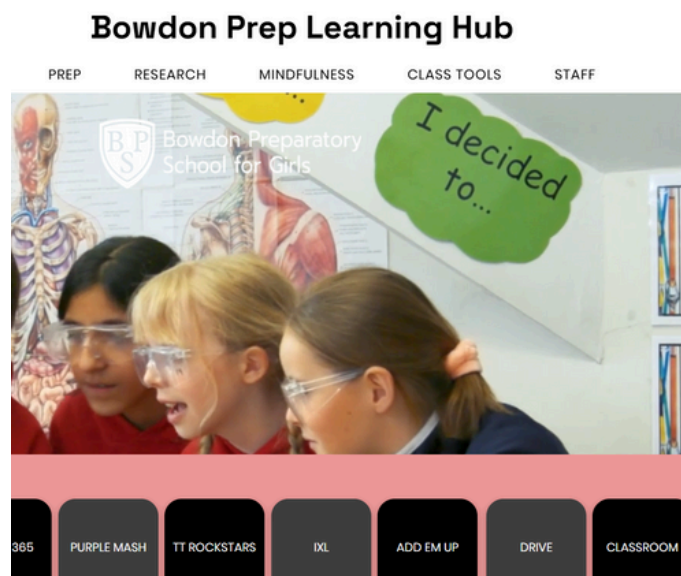 Bowdon Prep Learning Hub
PREP RESEARCH MINDFULNESS CLASS TOOLS STAFF
...
BPS
Bowdon Preparatory
School for Girls
I decided
to...
365 PURPLE MASH TT ROCKSTARS IXL ADD EM UP DRIVE CLASSROOM